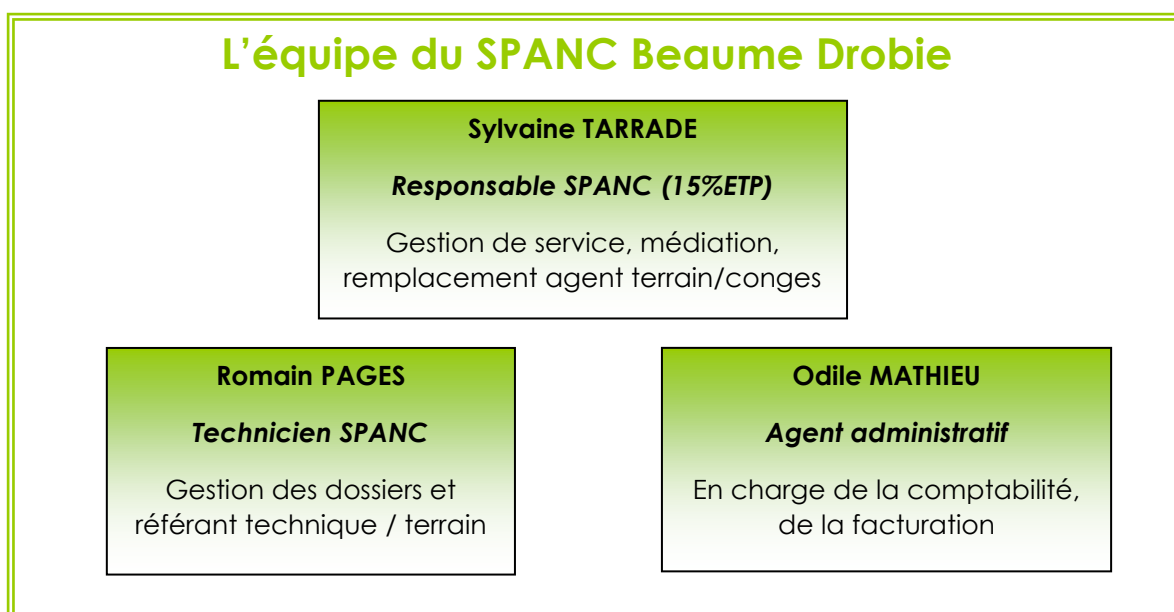 L’équipe du SPANC Beaume Drobie
Sylvaine TARRADE
Responsable SPANC (15%ETP)
Gestion de service, médiation,
remplacement agent terrain/conges
Romain PAGES
Technicien SPANC
Gestion des dossiers et
référant technique / terrain
Odile MATHIEU
Agent administratif
En charge de la comptabilité,
de la facturation